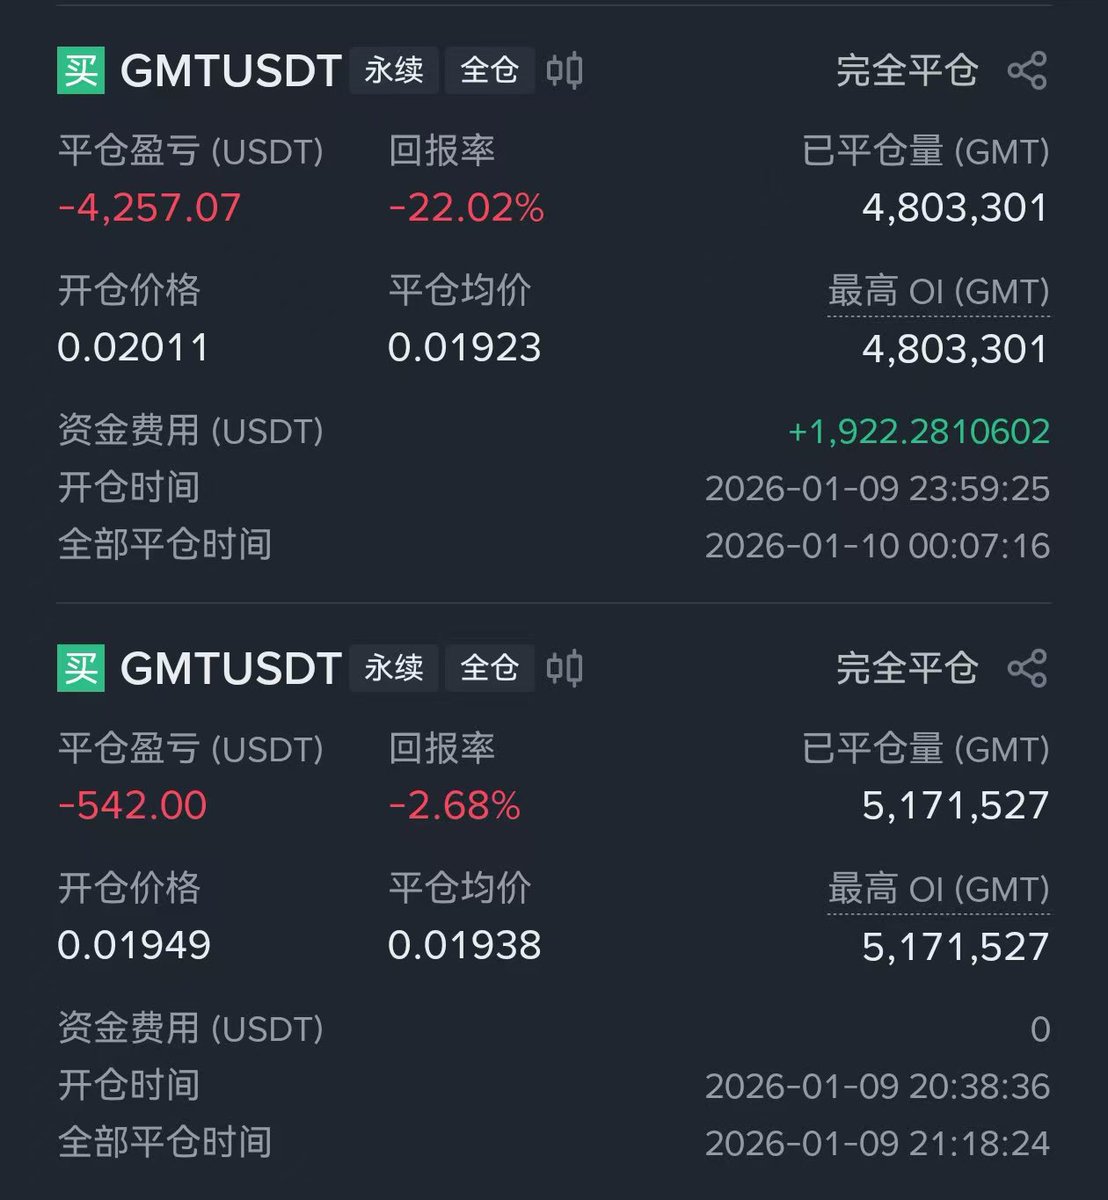 买 GMTUSDT 永续 全仓 完全平仓
平仓盈亏 (USDT) 回报率 已平仓量 (GMT)
-4,257.07 -22.02% 4,803,301
开仓价格 平仓均价 最高 OI (GMT)
0.02011 0.01923 4,803,301
资金费用 (USDT) +1,922.2810602
开仓时间 2026-01-09 23:59:25
全部平仓时间 2026-01-10 00:07:16
买 GMTUSDT 永续 全仓 完全平仓
平仓盈亏 (USDT) 回报率 已平仓量 (GMT)
-542.00 -2.68% 5,171,527
开仓价格 平仓均价 最高 OI (GMT)
0.01949 0.01938 5,171,527
资金费用 (USDT) 0
开仓时间 2026-01-09 20:38:36
全部平仓时间 2026-01-09 21:18:24